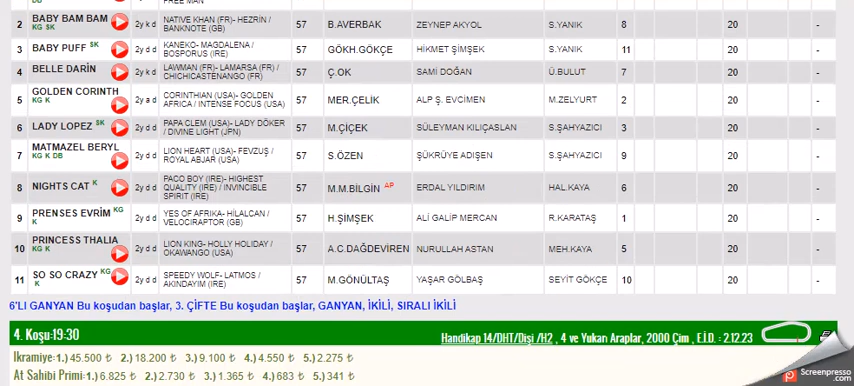 FREE MAN
2 BABY BAM BAM KG SK 2y k d NATIVE KHAN (FR)- HEZRİN / BANKNOTE (GB) 57 B.AVERBAK ZEYNEP AKYOL S.YANIK 8 20 -
3 BABY PUFF SK 2y d d KANEKO- MAGDALENA / BOSPORUS (IRE) 57 GÖKH.GÖKÇE HİKMET ŞİMŞEK S.YANIK 11 20 -
4 BELLE DARİN 2y k d LAWMAN (FR)- LAMARSA (FR) / CHICHICASTENANGO (FR) 57 Ç.OK SAMİ DOĞAN Ü.BULUT 7 20 -
5 GOLDEN CORINTH KG K 2y a d CORINTHIAN (USA)- GOLDEN AFRICA / INTENSE FOCUS (USA) 57 MER.ÇELİK ALP Ş. EVCİMEN M.ZELYURT 2 20 -
6 LADY LOPEZ SK 2y d d PAPA CLEM (USA)- LADY DÖKER / DIVINE LIGHT (JPN) 57 M.ÇİÇEK SÜLEYMAN KILIÇASLAN S.ŞAHYAZICI 3 20 -
7 MATMAZEL BERYL KG K DB 2y d d LION HEART (USA)- FEVZUŞ / ROYAL ABJAR (USA) 57 S.ÖZEN ŞÜKRÜYE ADIŞEN S.ŞAHYAZICI 9 20 -
8 NIGHTS CAT K 2y d d PACO BOY (IRE)- HIGHEST QUALITY (IRE) / INVINCIBLE SPIRIT (IRE) 57 M.M.BİLGİN AP ERDAL YILDIRIM HAL.KAYA 6 20 -
9 PRENSES EVRİM KG K 2y d d YES OF AFRIKA- HİLALCAN / VELOCIRAPTOR (GB) 57 H.ŞİMŞEK ALİ GALİP MERCAN R.KARATAŞ 1 20 -
10 PRINCESS THALIA KG K DB 2y d d LION KING- HOLLY HOLIDAY / OKAWANGO (USA) 57 A.C.DAĞDEVİREN NURULLAH ASTAN MEH.KAYA 5 20 -
11 SO SO CRAZY KG K 2y d d SPEEDY WOLF- LATMOS / AKINDAYIM (IRE) 57 M.GÖNÜLTAŞ YAŞAR GÖLBAŞ SEYİT GÖKÇE 10 20 -
6'LI GANYAN Bu koşudan başlar, 3. ÇİFTE Bu koşudan başlar, GANYAN, İKİLİ, SIRALI İKİLİ
4. Koşu:19-30 Handikap 14/DHT/Dişi /H2 , 4 ve Yukarı Araplar, 2000 Çim , E.İ.D. : 2.12.23
İkramiye:1.) 45.500 ₺ 2.) 18.200 ₺ 3.) 9.100 ₺ 4.) 4.550 ₺ 5.) 2.275 ₺
At Sahibi Primi:1.) 6.825 ₺ 2.) 2.730 ₺ 3.) 1.365 ₺ 4.) 683 ₺ 5.) 341 ₺
Screenpresso.com